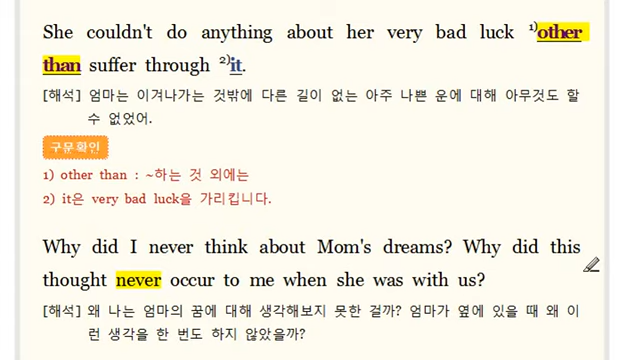 She couldn't do anything about her very bad luck 1)other
than suffer through 2)it.
[해석] 엄마는 이겨나가는 것밖에 다른 길이 없는 아주 나쁜 운에 대해 아무것도 할
수 없었어.
구문확인
1) other than : ~하는 것 외에는
2) it은 very bad luck을 가리킵니다.
Why did I never think about Mom's dreams? Why did this
thought never occur to me when she was with us?
[해석] 왜 나는 엄마의 꿈에 대해 생각해보지 못한 걸까? 엄마가 옆에 있을 때 왜 이
런 생각을 한 번도 하지 않았을까?